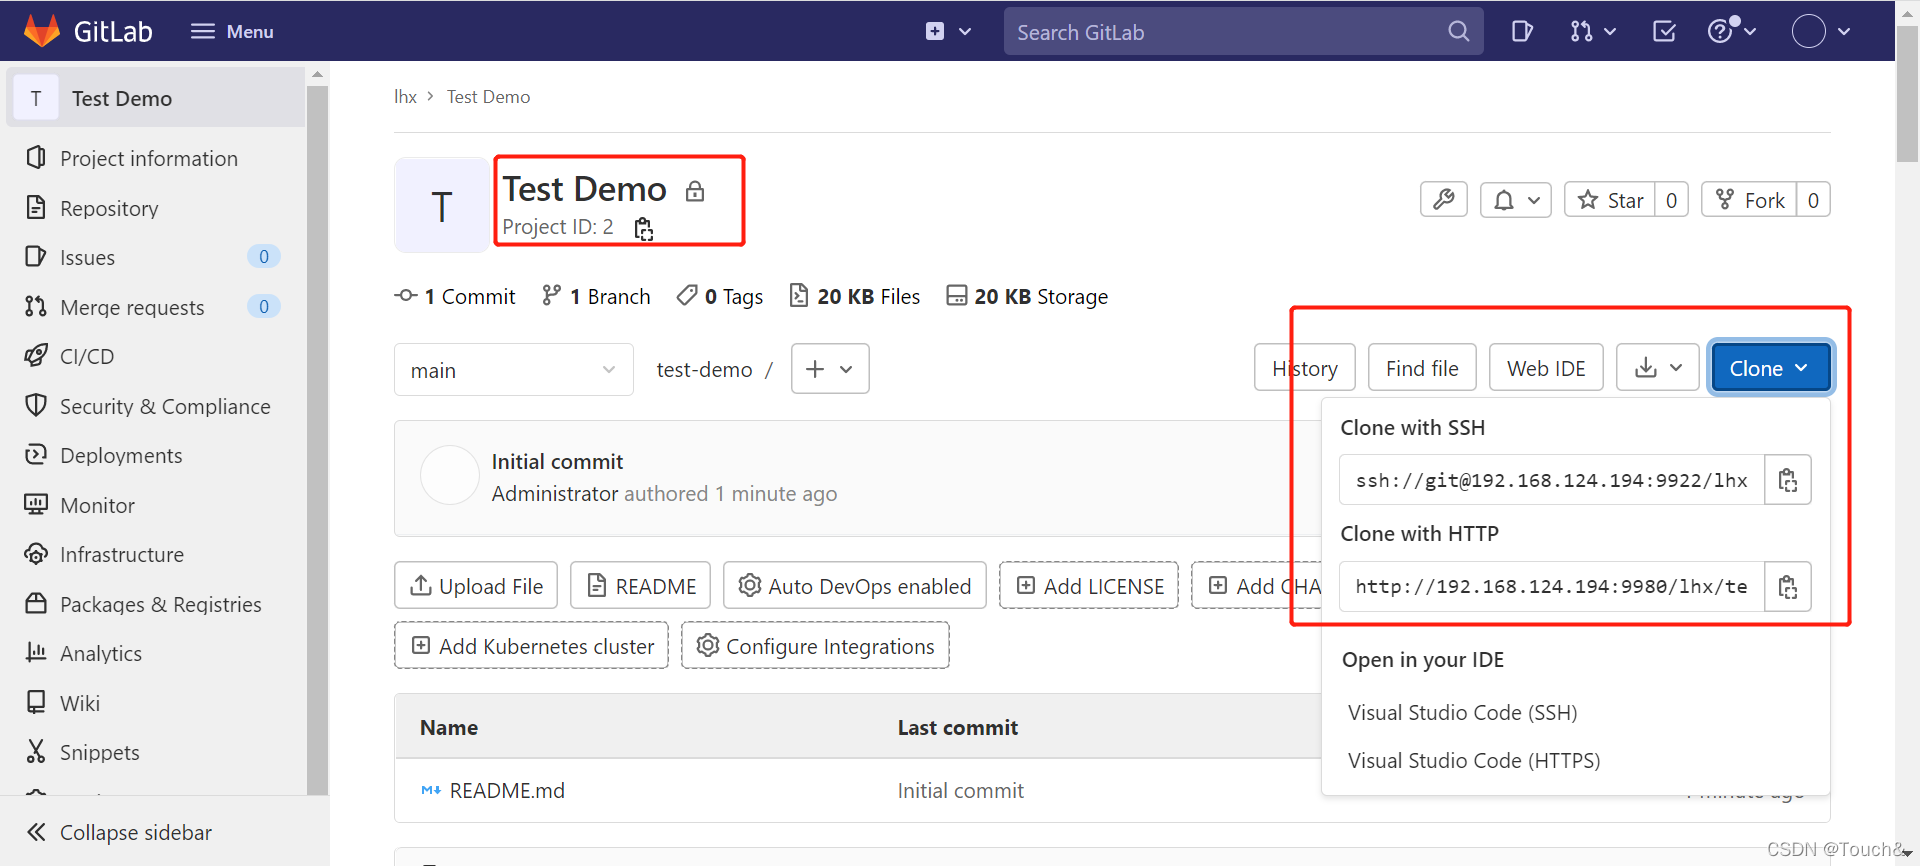 GitLab Menu Search GitLab
T Test Demo
Project information
Repository
Issues 0
Merge requests 0
CI/CD
Security & Compliance
Deployments
Monitor
Infrastructure
Packages & Registries
Analytics
Wiki
Snippets
Collapse sidebar
lhx > Test Demo
T
Test Demo
Project ID: 2
Star 0 Fork 0
1 Commit 1 Branch 0 Tags 20 KB Files 20 KB Storage
main test-demo / History Find file Web IDE Clone
Initial commit
Administrator authored 1 minute ago
Clone with SSH
ssh://git@192.168.124.194:9922/lhx
Clone with HTTP
http://192.168.124.194:9980/lhx/te
Open in your IDE
Visual Studio Code (SSH)
Visual Studio Code (HTTPS)
Upload File README Auto DevOps enabled Add LICENSE Add CHA
Add Kubernetes cluster Configure Integrations
Name Last commit
README.md Initial commit
CSDN @Touch&